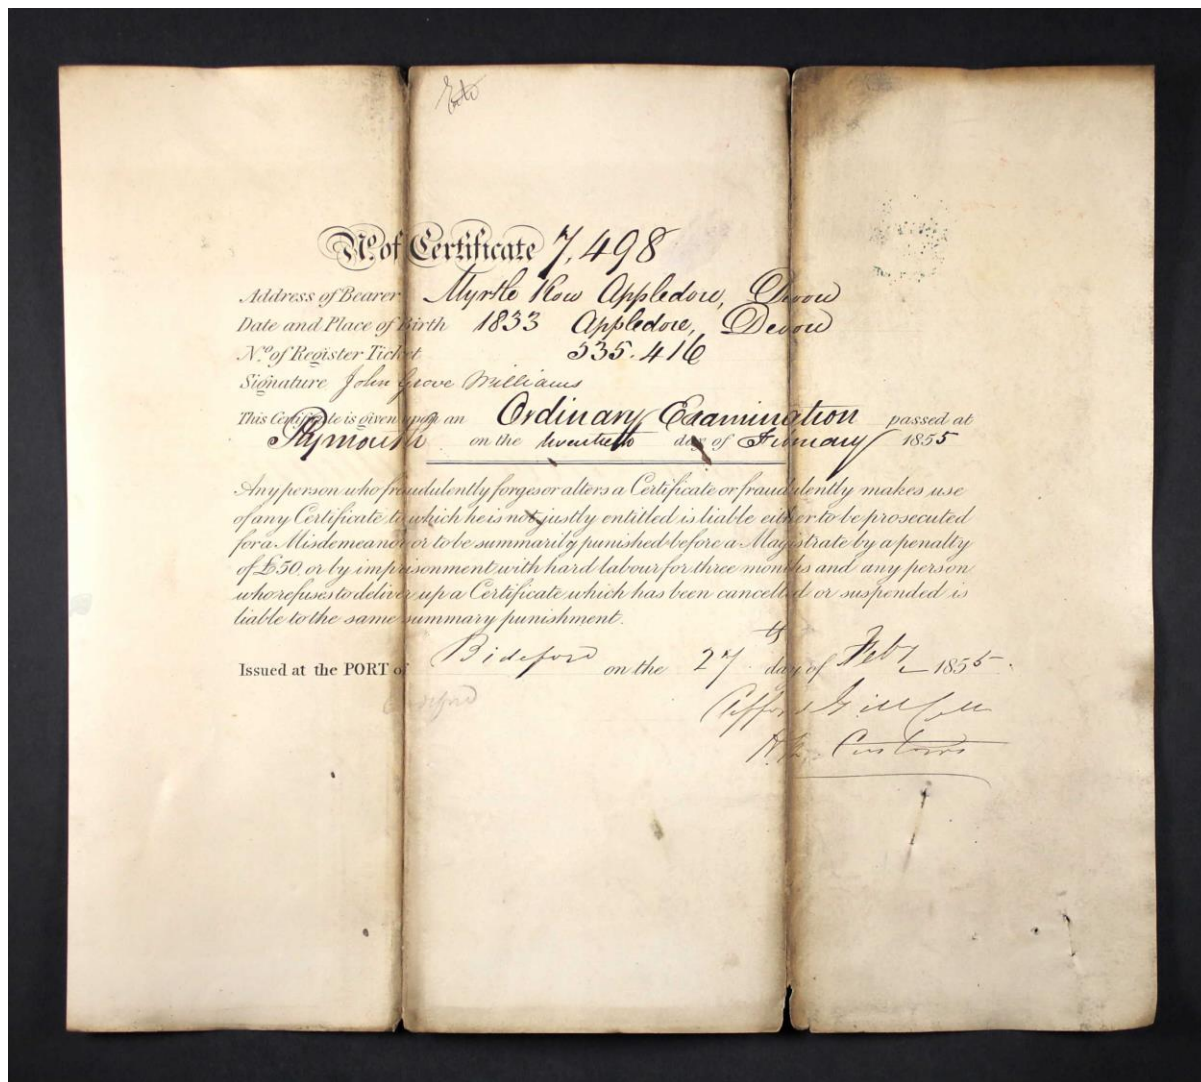 No. of Certificate 7,498
Address of Bearer Myrtle Row Appledore, Devon
Date and Place of Birth 1833 Appledore, Devon
No. of Register Ticket 535.416
Signature John Grove Williams
This Certificate is given upon an Ordinary Examination passed at
Plymouth on the twentieth day of February 1855
Any person who fraudulently forges or alters a Certificate or fraudulently makes use
of any Certificate to which he is not justly entitled is liable either to be prosecuted
for a Misdemeanor or to be summarily punished before a Magistrate by a penalty
of £50, or by imprisonment with hard labour for three months and any person
who refuses to deliver up a Certificate which has been cancelled or suspended is
liable to the same summary punishment.
Issued at the PORT of Bideford on the 27th day of Feby 1855.
Bideford
Customs